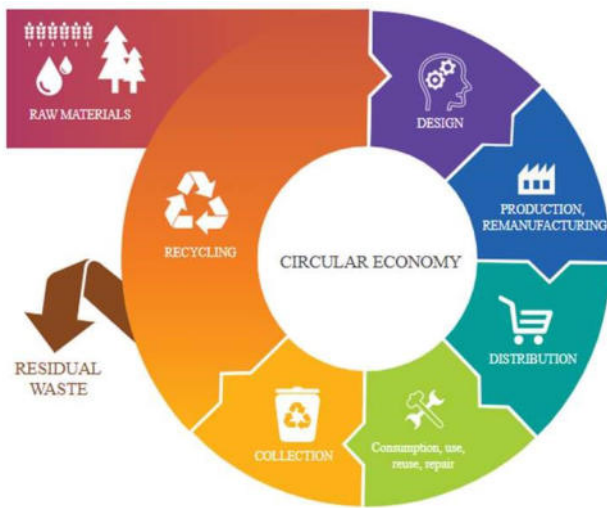 RAW MATERIALS
DESIGN
PRODUCTION,
REMANUFACTURING
RECYCLING
CIRCULAR ECONOMY
DISTRIBUTION
RESIDUAL
WASTE
COLLECTION
Consumption, use,
reuse, repair